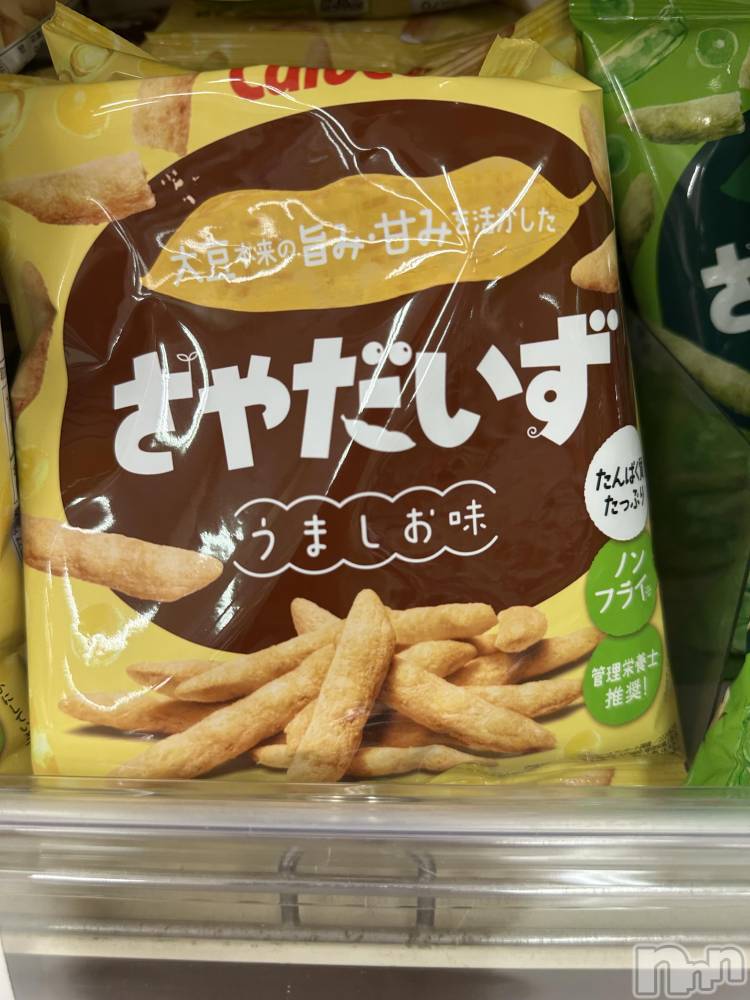 Calbee
大豆本来の旨み・甘みを活かした
さやだいず
うましお味
たんぱく質
たっぷり
ノン
フライ※
管理栄養士
推奨!
さ